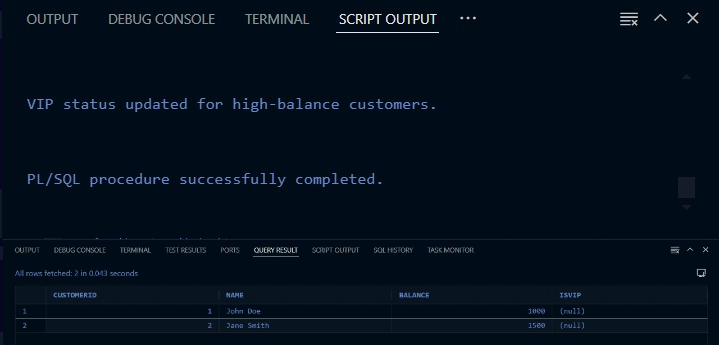 OUTPUT DEBUG CONSOLE TERMINAL SCRIPT OUTPUT ...
VIP status updated for high-balance customers.
PL/SQL procedure successfully completed.
OUTPUT DEBUG CONSOLE TERMINAL TEST RESULTS PORTS QUERY RESULT SCRIPT OUTPUT SQL HISTORY TASK MONITOR
All rows fetched: 2 in 0.043 seconds
CUSTOMERID NAME BALANCE ISVIP
1 1 John Doe 1000 (null)
2 2 Jane Smith 1500 (null)